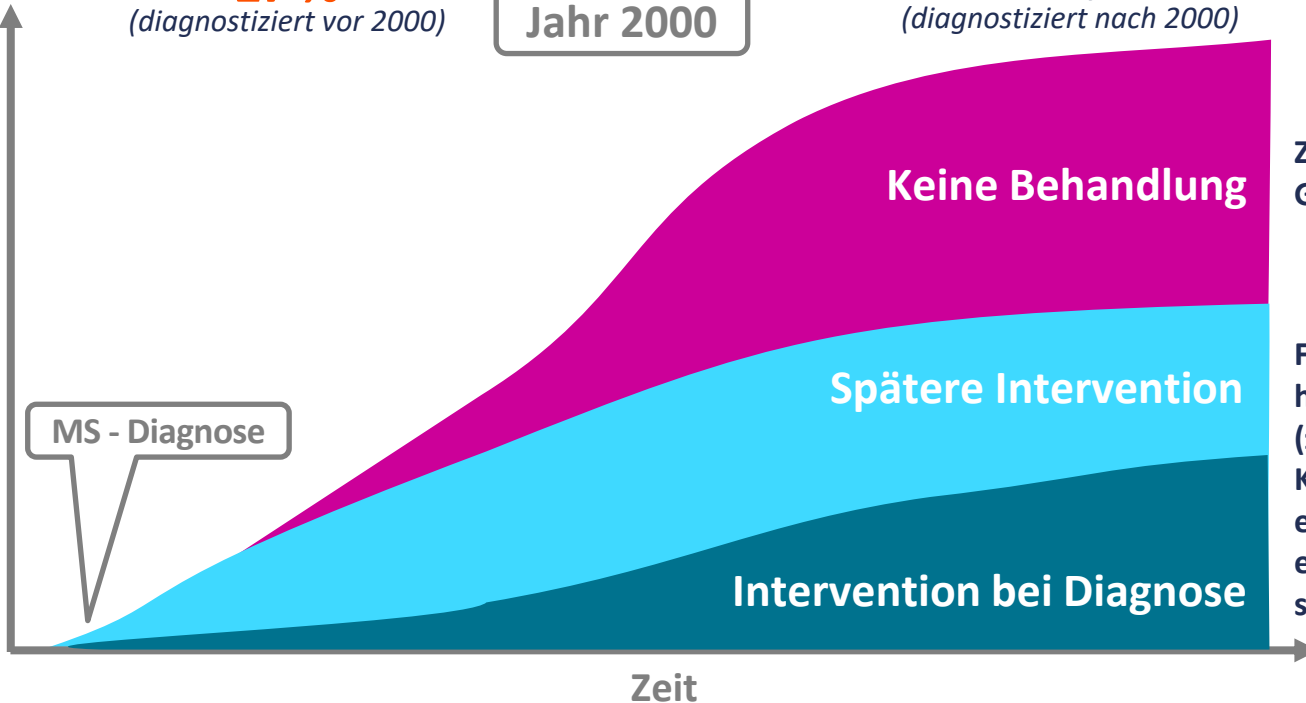 (diagnostiziert vor 2000)
Jahr 2000
(diagnostiziert nach 2000)
Keine Behandlung
Spätere Intervention
MS - Diagnose
Intervention bei Diagnose
Zeit